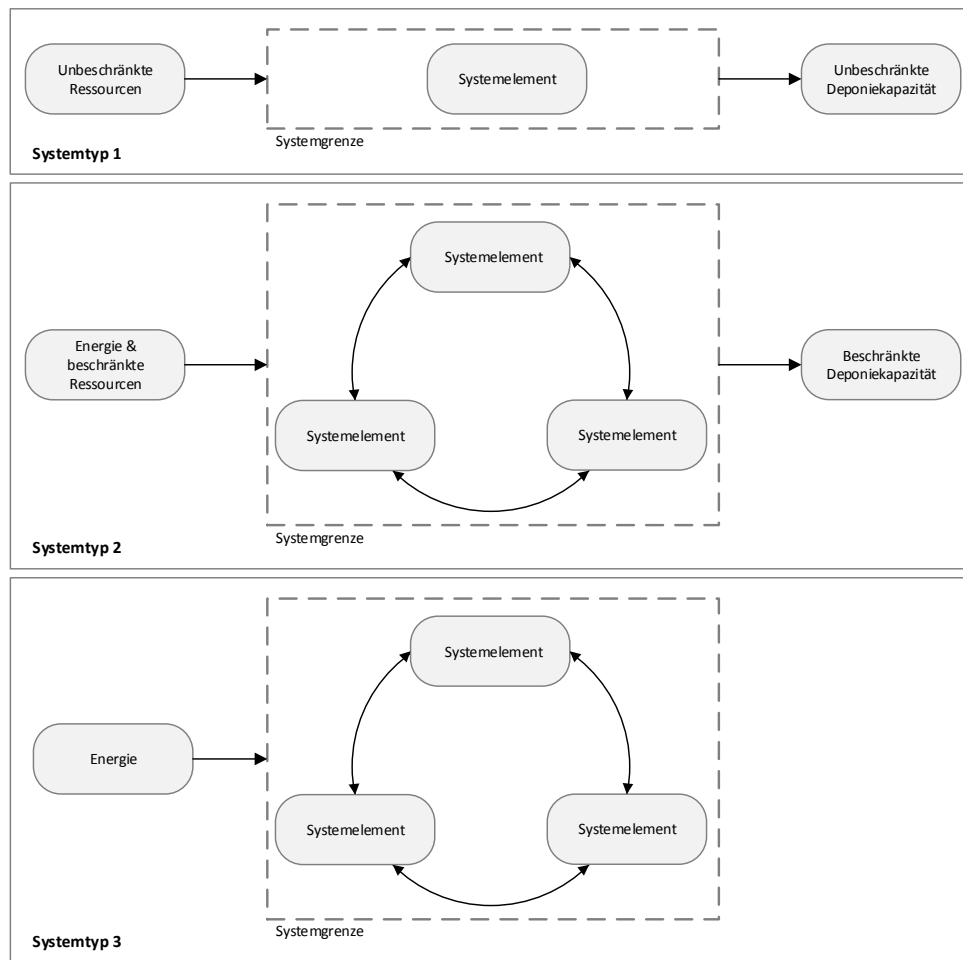 Unbeschränkte
Ressourcen
Systemelement
Unbeschränkte
Deponiekapazität
Systemgrenze
Systemtyp 1
Systemelement
Energie &
beschränkte
Ressourcen
Beschränkte
Deponiekapazität
Systemelement
Systemelement
Systemgrenze
Systemtyp 2
Systemelement
Energie
Systemelement
Systemelement
Systemgrenze
Systemtyp 3